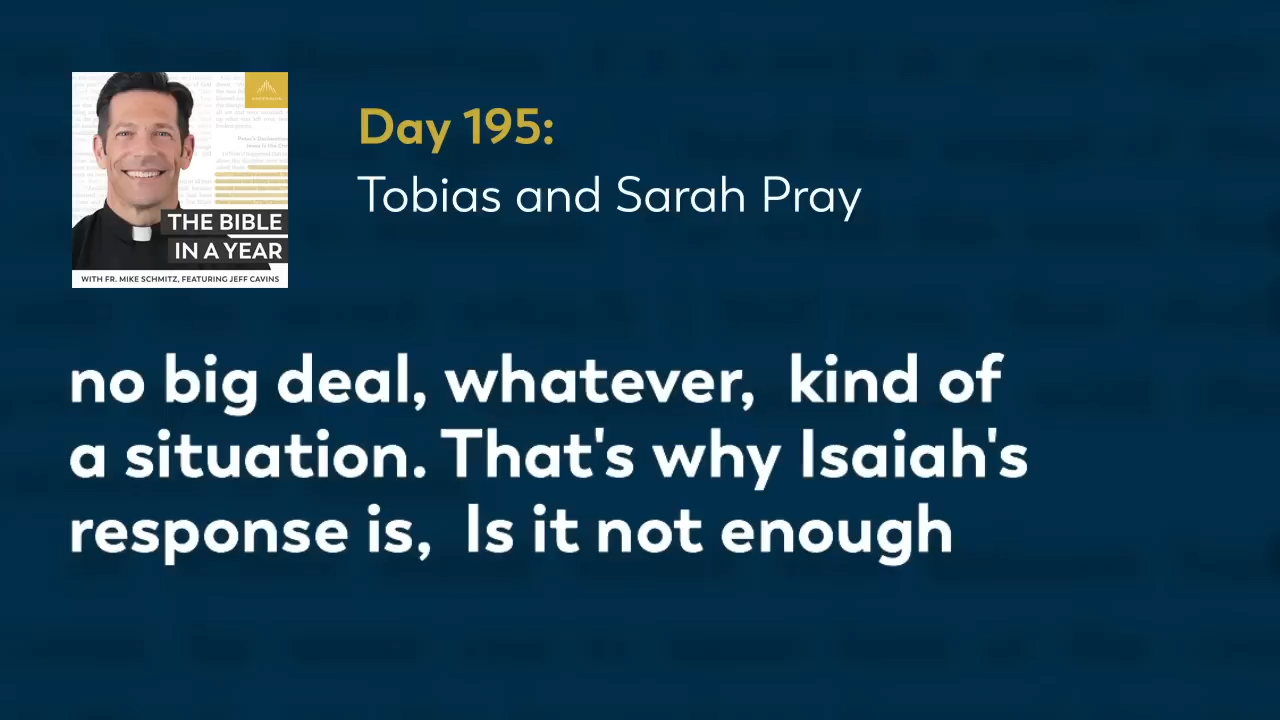 Day 195:
Tobias and Sarah Pray
THE BIBLE
IN A YEAR
WITH FR. MIKE SCHMITZ, FEATURING JEFF CAVINS
no big deal, whatever,  kind of
a situation. That's why Isaiah's
response is,  Is it not enough